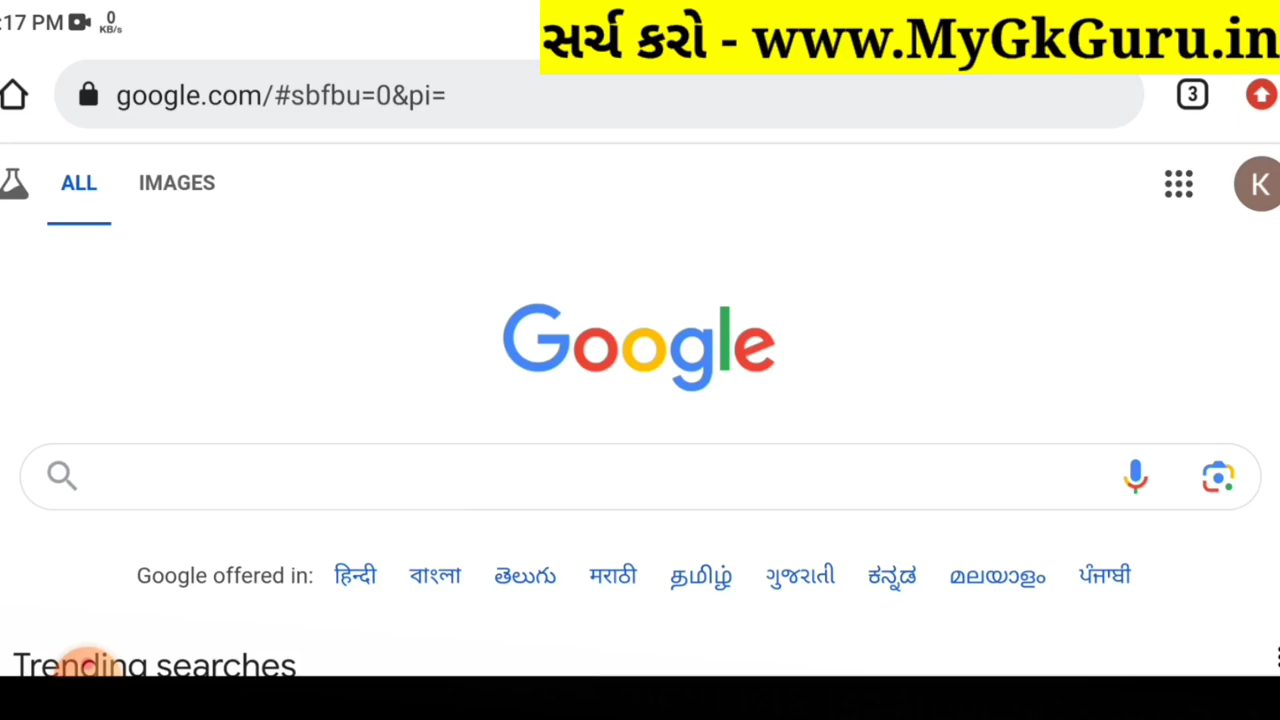 :17 PM 0 KB/s
સર્ચ કરો - www.MyGkGuru.in
google.com/#sbfbu=0&pi=
3
ALL IMAGES
K
Google
Google offered in: हिन्दी বাংলা తెలుగు मराठी தமிழ் ગુજરાતી ಕನ್ನಡ മലയാളം ਪੰਜਾਬੀ
Trending searches